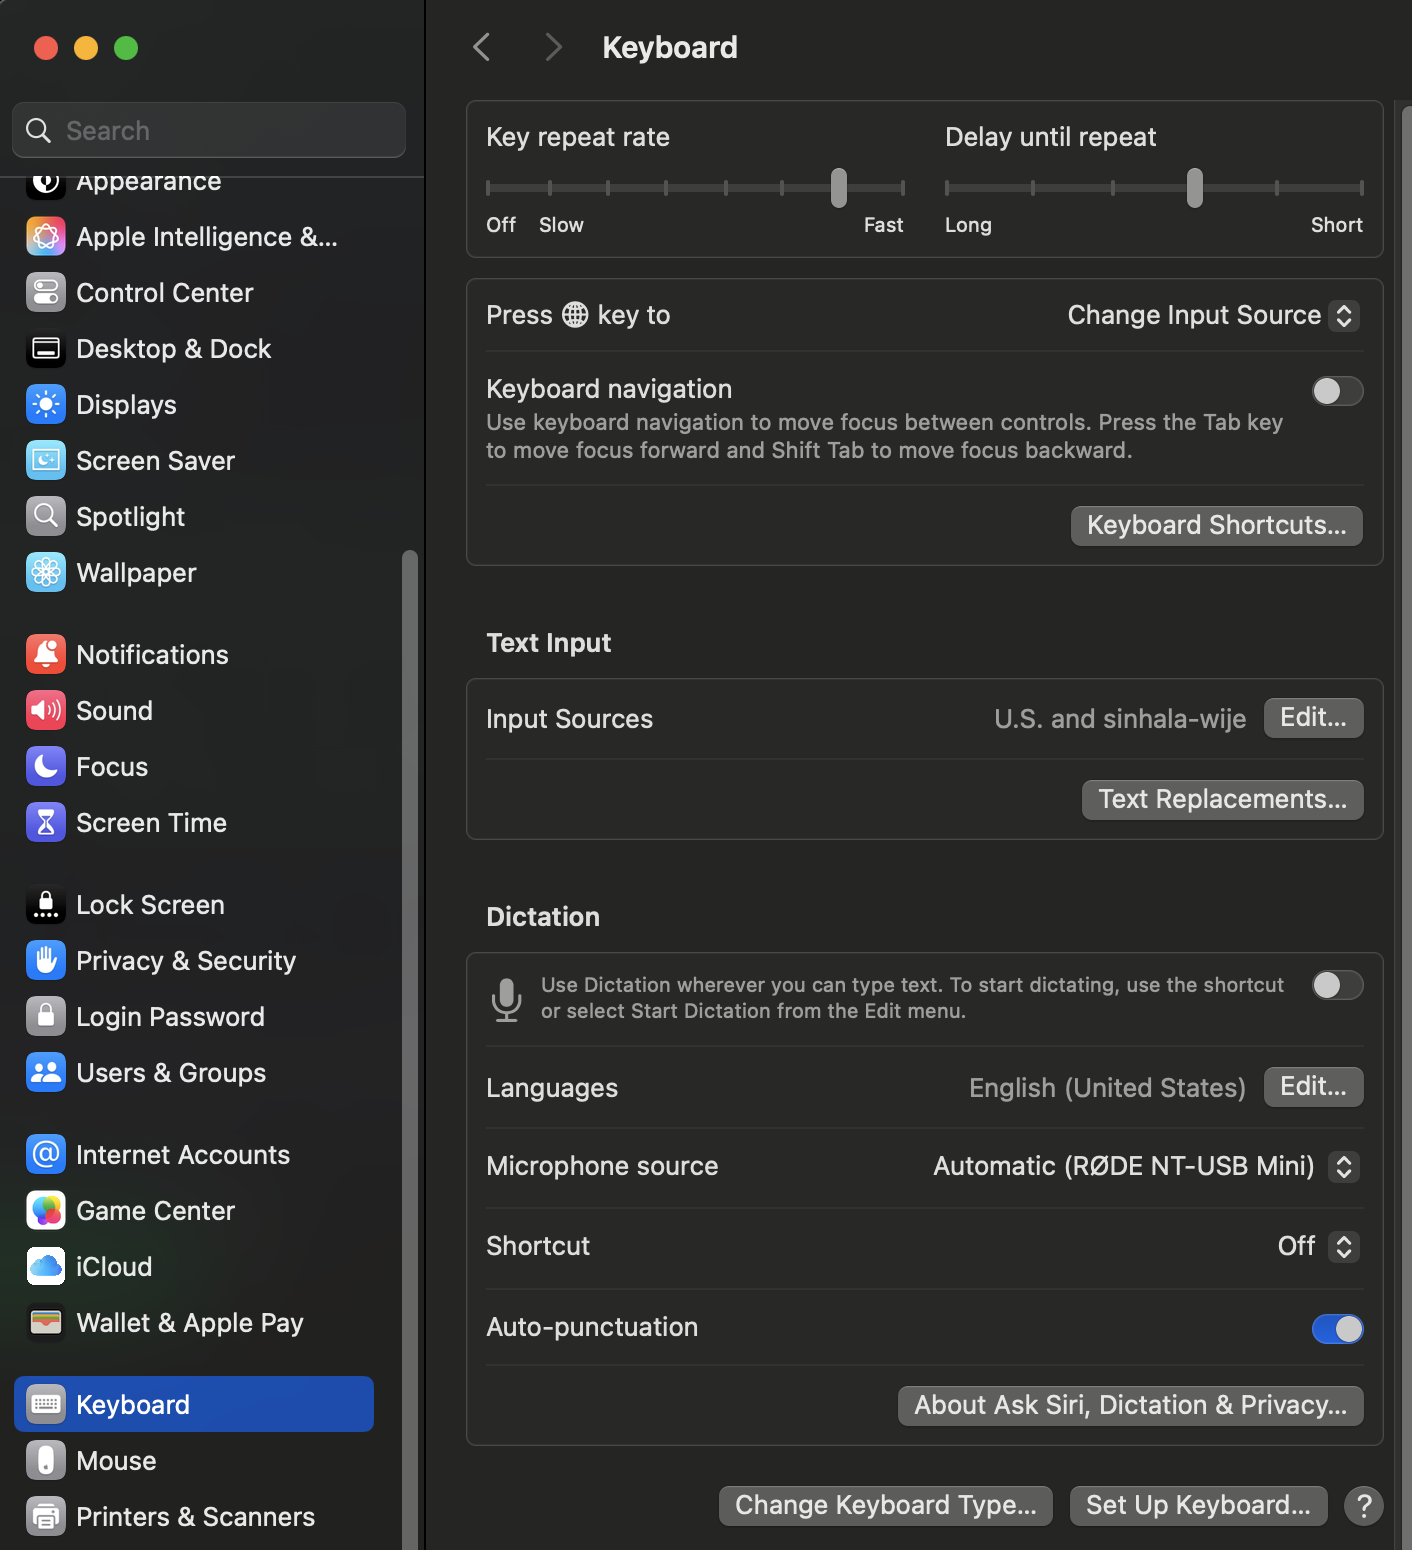 Search
Appearance
Apple Intelligence &...
Control Center
Desktop & Dock
Displays
Screen Saver
Spotlight
Wallpaper
Notifications
Sound
Focus
Screen Time
Lock Screen
Privacy & Security
Login Password
Users & Groups
Internet Accounts
Game Center
iCloud
Wallet & Apple Pay
Keyboard
Mouse
Printers & Scanners
Keyboard
Key repeat rate
Off Slow Fast
Delay until repeat
Long Short
Press key to Change Input Source
Keyboard navigation
Use keyboard navigation to move focus between controls. Press the Tab key
to move focus forward and Shift Tab to move focus backward.
Keyboard Shortcuts...
Text Input
Input Sources U.S. and sinhala-wije Edit...
Text Replacements...
Dictation
Use Dictation wherever you can type text. To start dictating, use the shortcut
or select Start Dictation from the Edit menu.
Languages English (United States) Edit...
Microphone source Automatic (RØDE NT-USB Mini)
Shortcut Off
Auto-punctuation
About Ask Siri, Dictation & Privacy...
Change Keyboard Type... Set Up Keyboard... ?